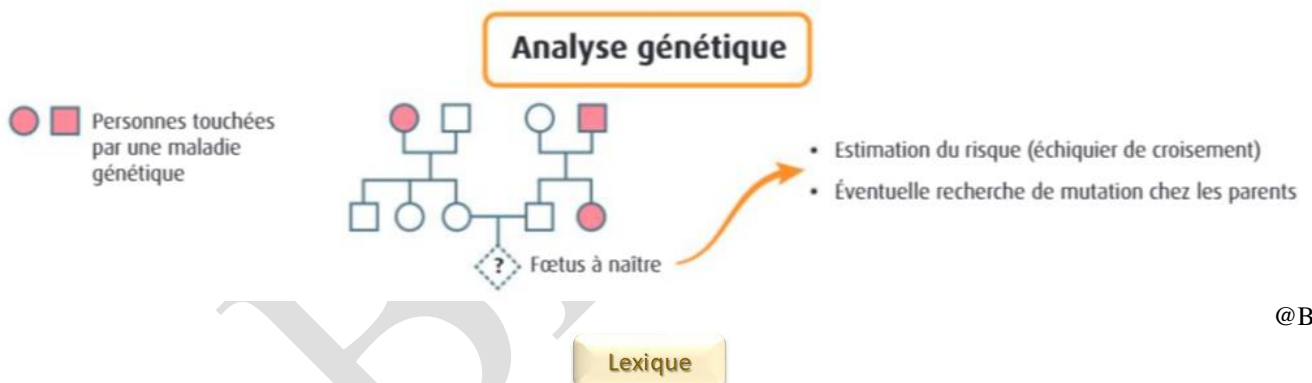 Analyse génétique
Personnes touchées
par une maladie
génétique
• Estimation du risque (échiquier de croisement)
• Éventuelle recherche de mutation chez les parents
?
Fœtus à naître
@B
Lexique